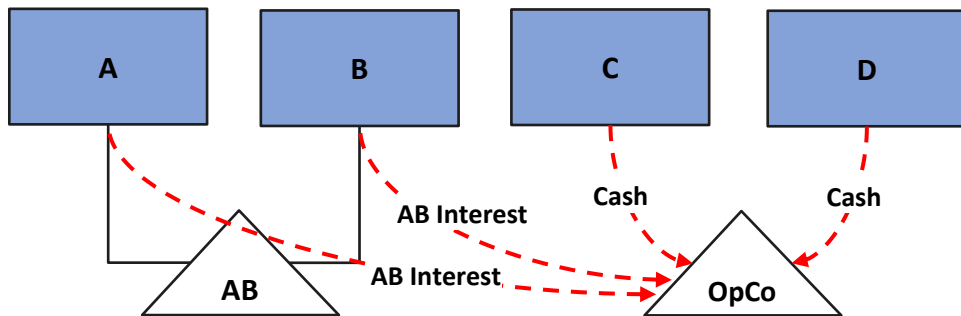 A
B
C
D
Cash
Cash
AB Interest
AB Interest
AB
OpCo